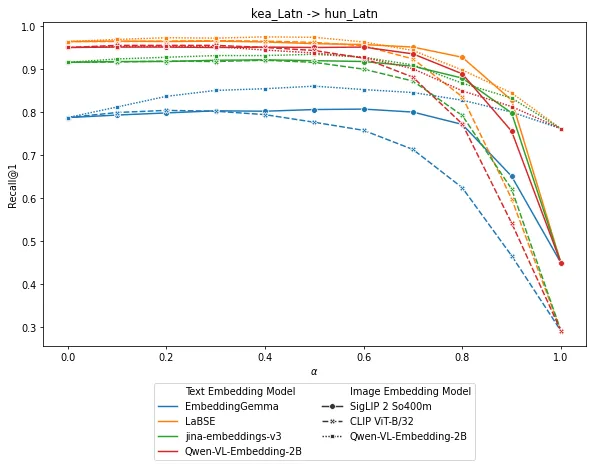 kea_Latn -> hun_Latn
Recall@1
1.0
0.9
0.8
0.7
0.6
0.5
0.4
0.3
0.0
0.2
0.4
0.6
0.8
1.0
α
Text Embedding Model
EmbeddingGemma
LaBSE
jina-embeddings-v3
Qwen-VL-Embedding-2B
Image Embedding Model
SigLIP 2 So400m
CLIP ViT-B/32
Qwen-VL-Embedding-2B